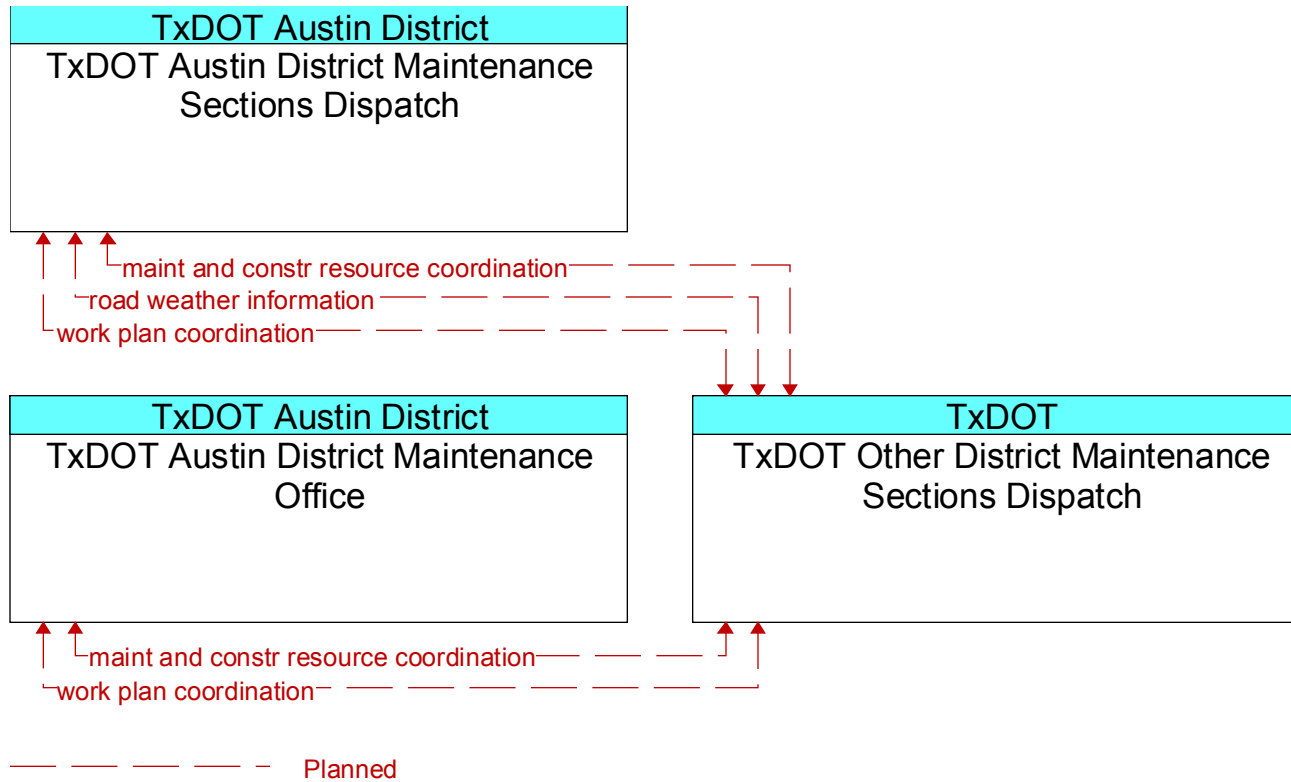 TxDOT Austin District
TxDOT Austin District Maintenance
Sections Dispatch
maint and constr resource coordination
road weather information
work plan coordination
TxDOT Austin District
TxDOT Austin District Maintenance
Office
TxDOT
TxDOT Other District Maintenance
Sections Dispatch
maint and constr resource coordination
work plan coordination
Planned